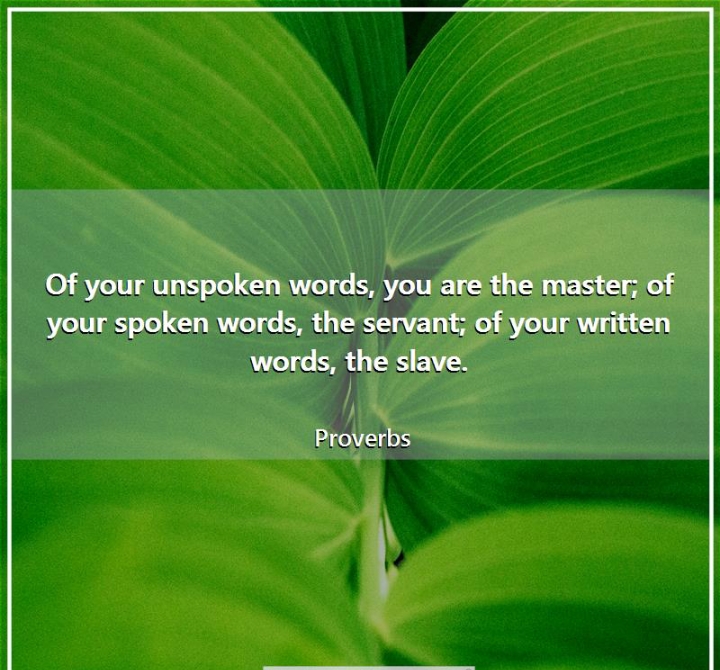 Of your unspoken words, you are the master; of
your spoken words, the servant; of your written
words, the slave.
Proverbs